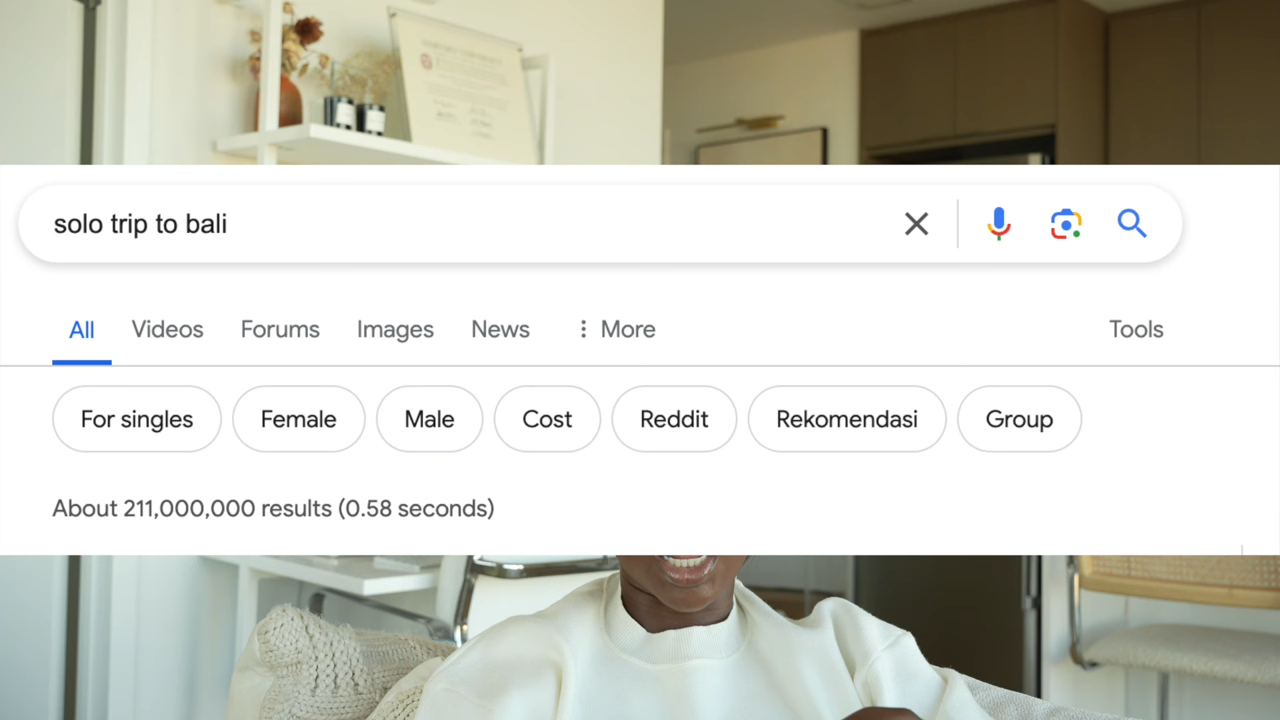 solo trip to bali
All Videos Forums Images News More Tools
For singles Female Male Cost Reddit Rekomendasi Group
About 211,000,000 results (0.58 seconds)